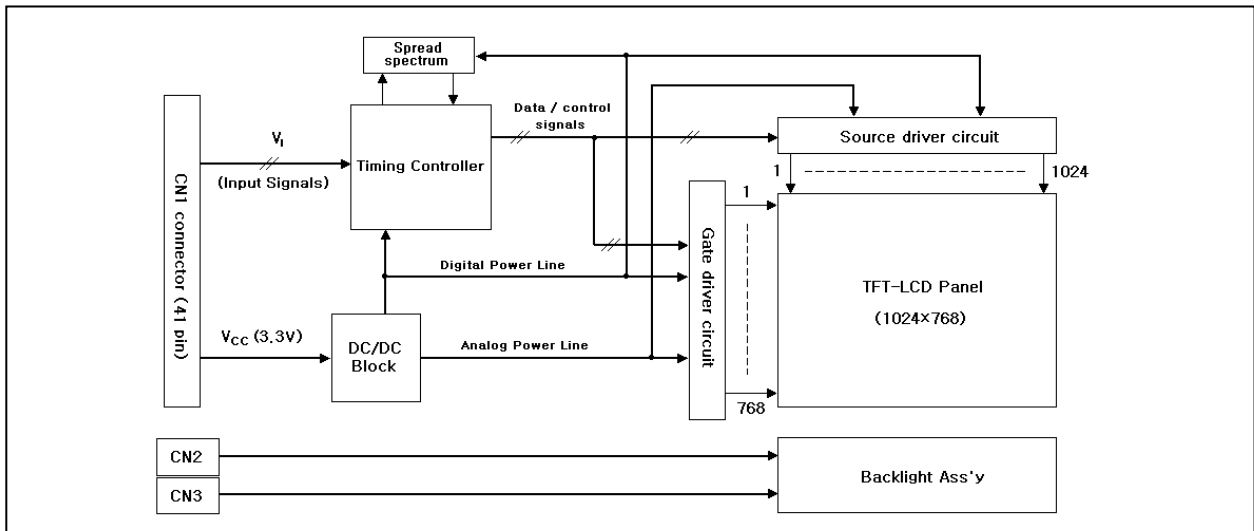 Spread
spectrum
Data / control
signals
Source driver circuit
V_I
(Input Signals)
Timing Controller
1
1024
CN1 connector (41 pin)
1
Gate driver circuit
Digital Power Line
TFT-LCD Panel
(1024×768)
V_CC (3.3V)
DC/DC
Block
Analog Power Line
768
CN2
CN3
Backlight Ass'y